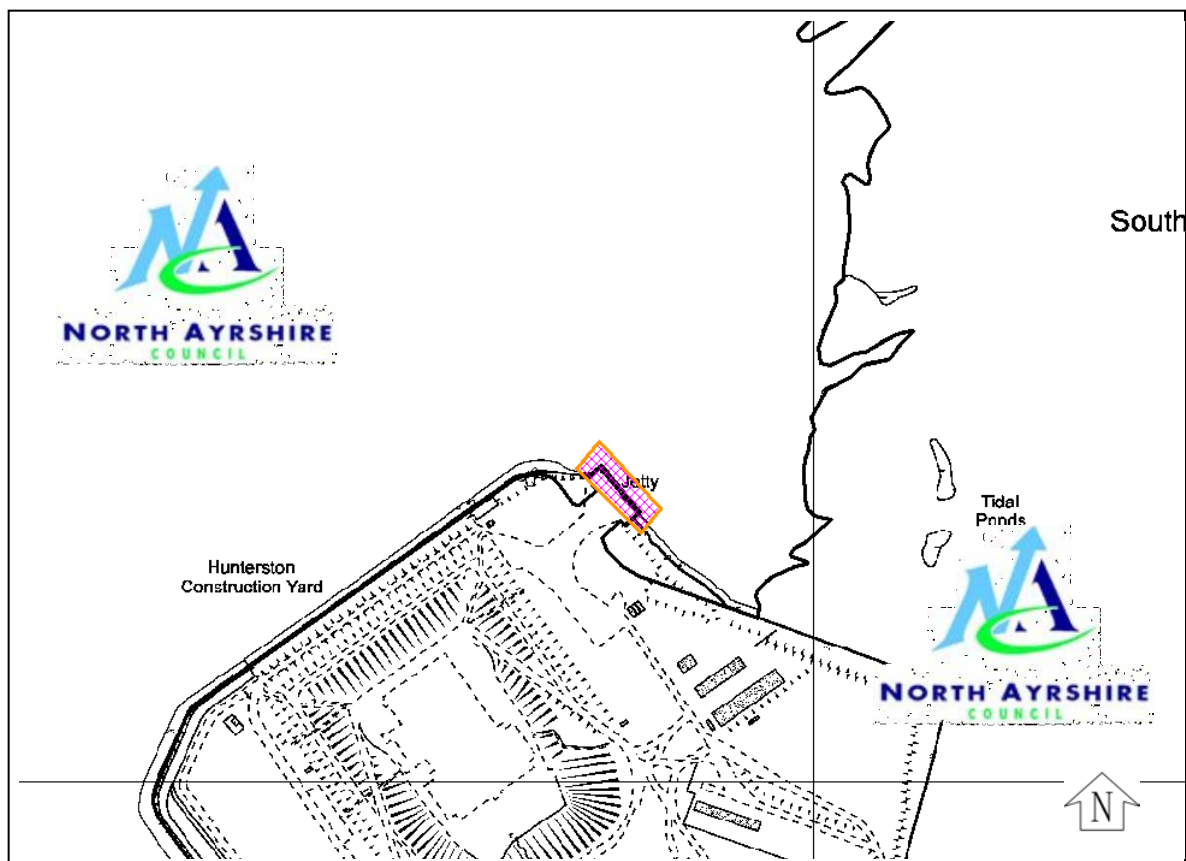 South
NORTH AYRSHIRE
COUNCIL
Jetty
Tidal
Ponds
Hunterston
Construction Yard
NORTH AYRSHIRE
COUNCIL
N